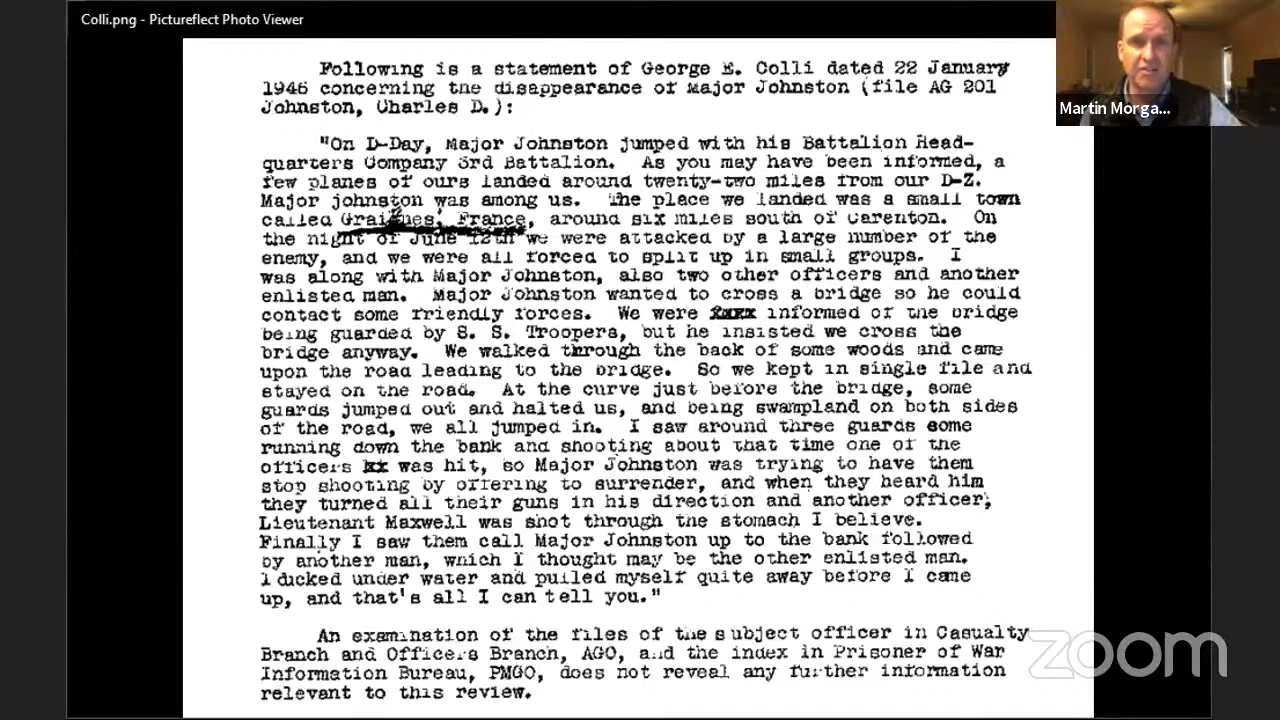 Colli.png - Pictureflect Photo Viewer
Martin Morga...
Following is a statement of George E. Colli dated 22 January
1946 concerning the disappearance of Major Johnston (file AG 201
Johnston, Charles D.):
"On D-Day, Major Johnston jumped with his Battalion Head-
quarters Company 3rd Battalion. As you may have been informed, a
few planes of ours landed around twenty-two miles from our D-Z.
Major johnston was among us. The place we landed was a small town
called Graignes, France, around six miles south of Carenton. On
the night of June 12th we were attacked by a large number of the
enemy, and we were all forced to split up in small groups. I
was along with Major Johnston, also two other officers and another
enlisted man. Major Johnston wanted to cross a bridge so he could
contact some friendly forces. We were informed of the bridge
being guarded by S. S. Troopers, but he insisted we cross the
bridge anyway. We walked through the back of some woods and came
upon the road leading to the bridge. So we kept in single file and
stayed on the road. At the curve just before the bridge, some
guards jumped out and halted us, and being swampland on both sides
of the road, we all jumped in. I saw around three guards come
running down the bank and shooting about that time one of the
officers was hit, so Major Johnston was trying to have them
stop shooting by offering to surrender, and when they heard him
they turned all their guns in his direction and another officer,
Lieutenant Maxwell was shot through the stomach I believe.
Finally I saw them call Major Johnston up to the bank followed
by another man, which I thought may be the other enlisted man.
I ducked under water and pulled myself quite away before I came
up, and that's all I can tell you."
An examination of the files of the subject officer in Casualty
Branch and Officers Branch, AGO, and the index in Prisoner of War
Information Bureau, PMGO, does not reveal any further information
relevant to this review.
zoom